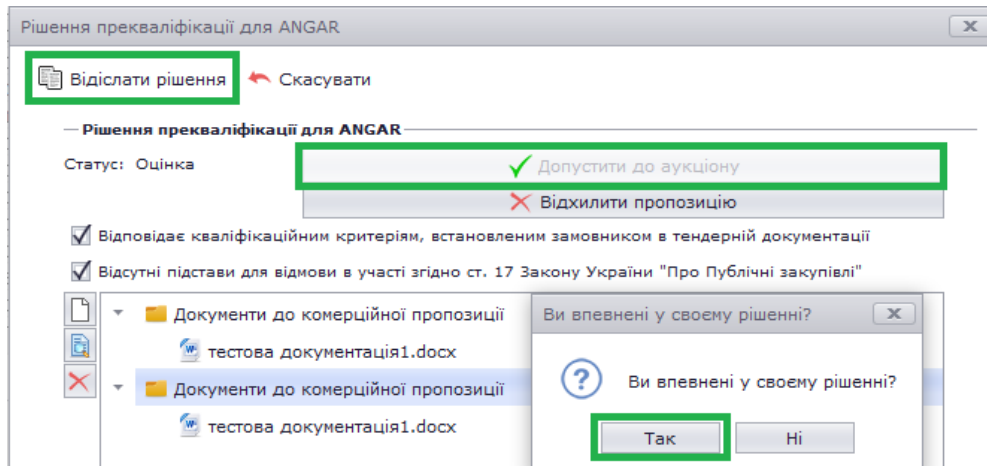 Рішення прекваліфікації для ANGAR
Відіслати рішення Скасувати
Рішення прекваліфікації для ANGAR
Статус: Оцінка
Допустити до аукціону
Відхилити пропозицію
Відповідає кваліфікаційним критеріям, встановленим замовником в тендерній документації
Відсутні підстави для відмови в участі згідно ст. 17 Закону України "Про Публічні закупівлі"
Документи до комерційної пропозиції
тестова документація1.docx
Документи до комерційної пропозиції
тестова документація1.docx
Ви впевнені у своєму рішенні?
Ви впевнені у своєму рішенні?
Так Ні